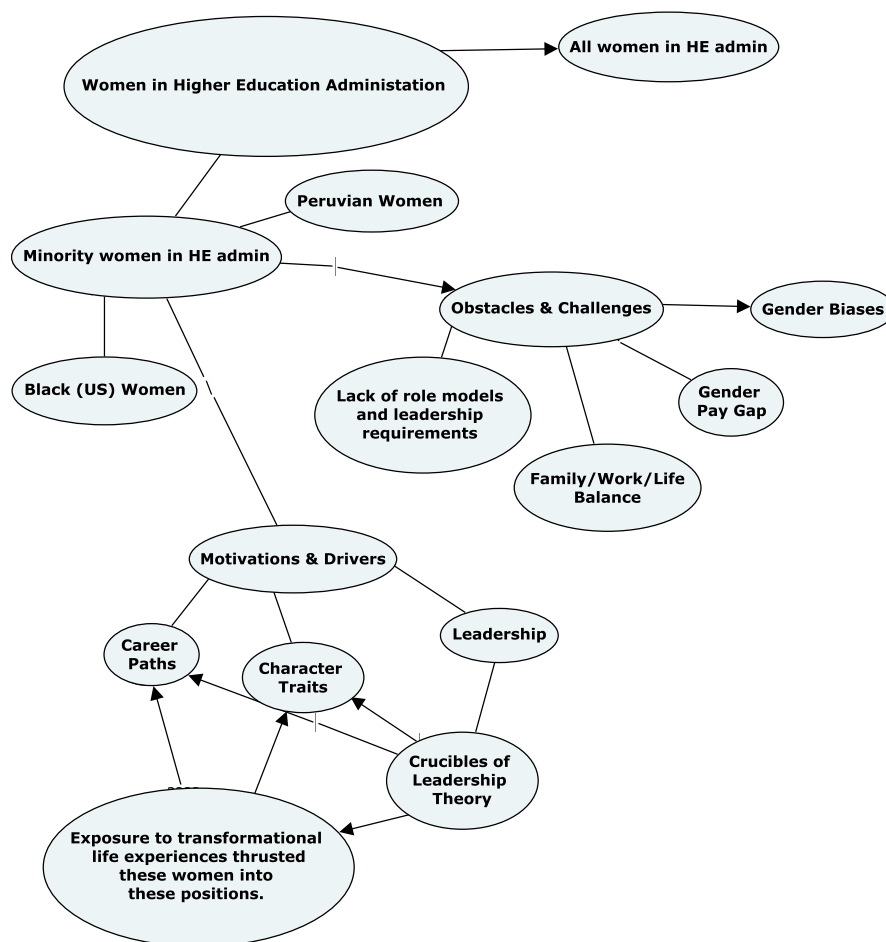 All women in HE admin
Women in Higher Education Administation
Peruvian Women
Minority women in HE admin
Obstacles & Challenges
Gender Biases
Black (US) Women
Lack of role models
and leadership
requirements
Gender
Pay Gap
Family/Work/Life
Balance
Motivations & Drivers
Leadership
Career
Paths
Character
Traits
Crucibles of
Leadership
Theory
Exposure to transformational
life experiences thrusted
these women into
these positions.